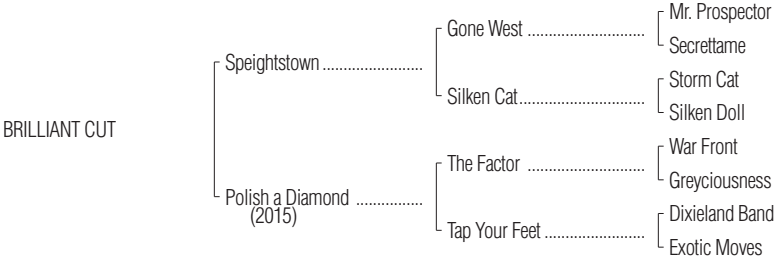 Mr. Prospector
Gone West ............................
Secrettame
Speightstown ........................
Storm Cat
Silken Cat..............................
Silken Doll
BRILLIANT CUT
War Front
The Factor ............................
Greyciousness
Polish a Diamond ................
(2015)
Dixieland Band
Tap Your Feet ........................
Exotic Moves